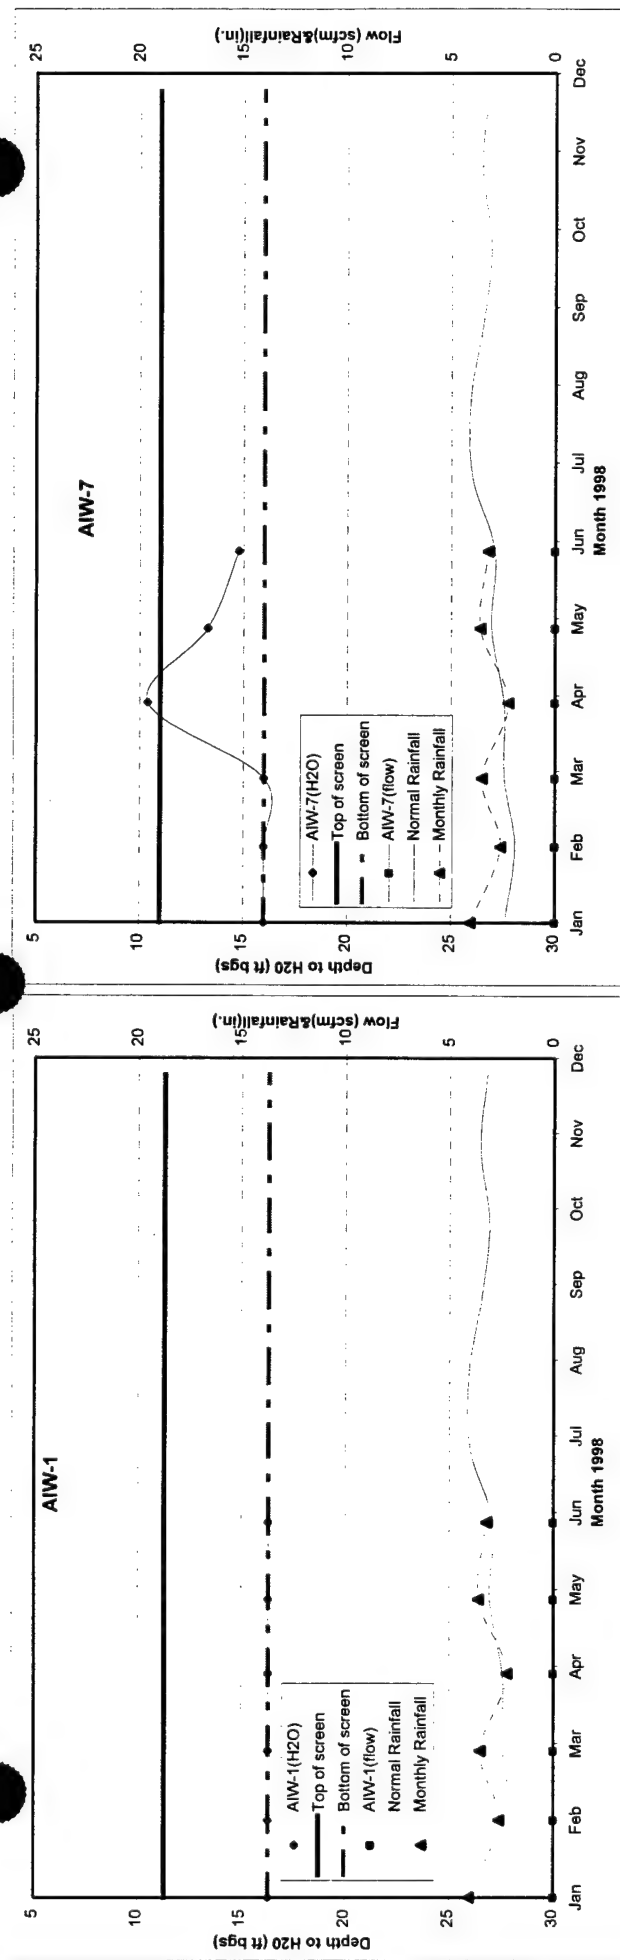 AIW-1
Depth to H20 (ft bgs)
5
10
15
20
25
30
Flow (scfm)&Rainfall(in.)
25
20
15
10
5
0
AIW-1(H2O)
Top of screen
Bottom of screen
AIW-1(flow)
Normal Rainfall
Monthly Rainfall
Jan Feb Mar Apr May Jun Jul Aug Sep Oct Nov Dec
Month 1998
AIW-7
Depth to H20 (ft bgs)
5
10
15
20
25
30
Flow (scfm)&Rainfall(in.)
25
20
15
10
5
0
AIW-7(H2O)
Top of screen
Bottom of screen
AIW-7(flow)
Normal Rainfall
Monthly Rainfall
Jan Feb Mar Apr May Jun Jul Aug Sep Oct Nov Dec
Month 1998